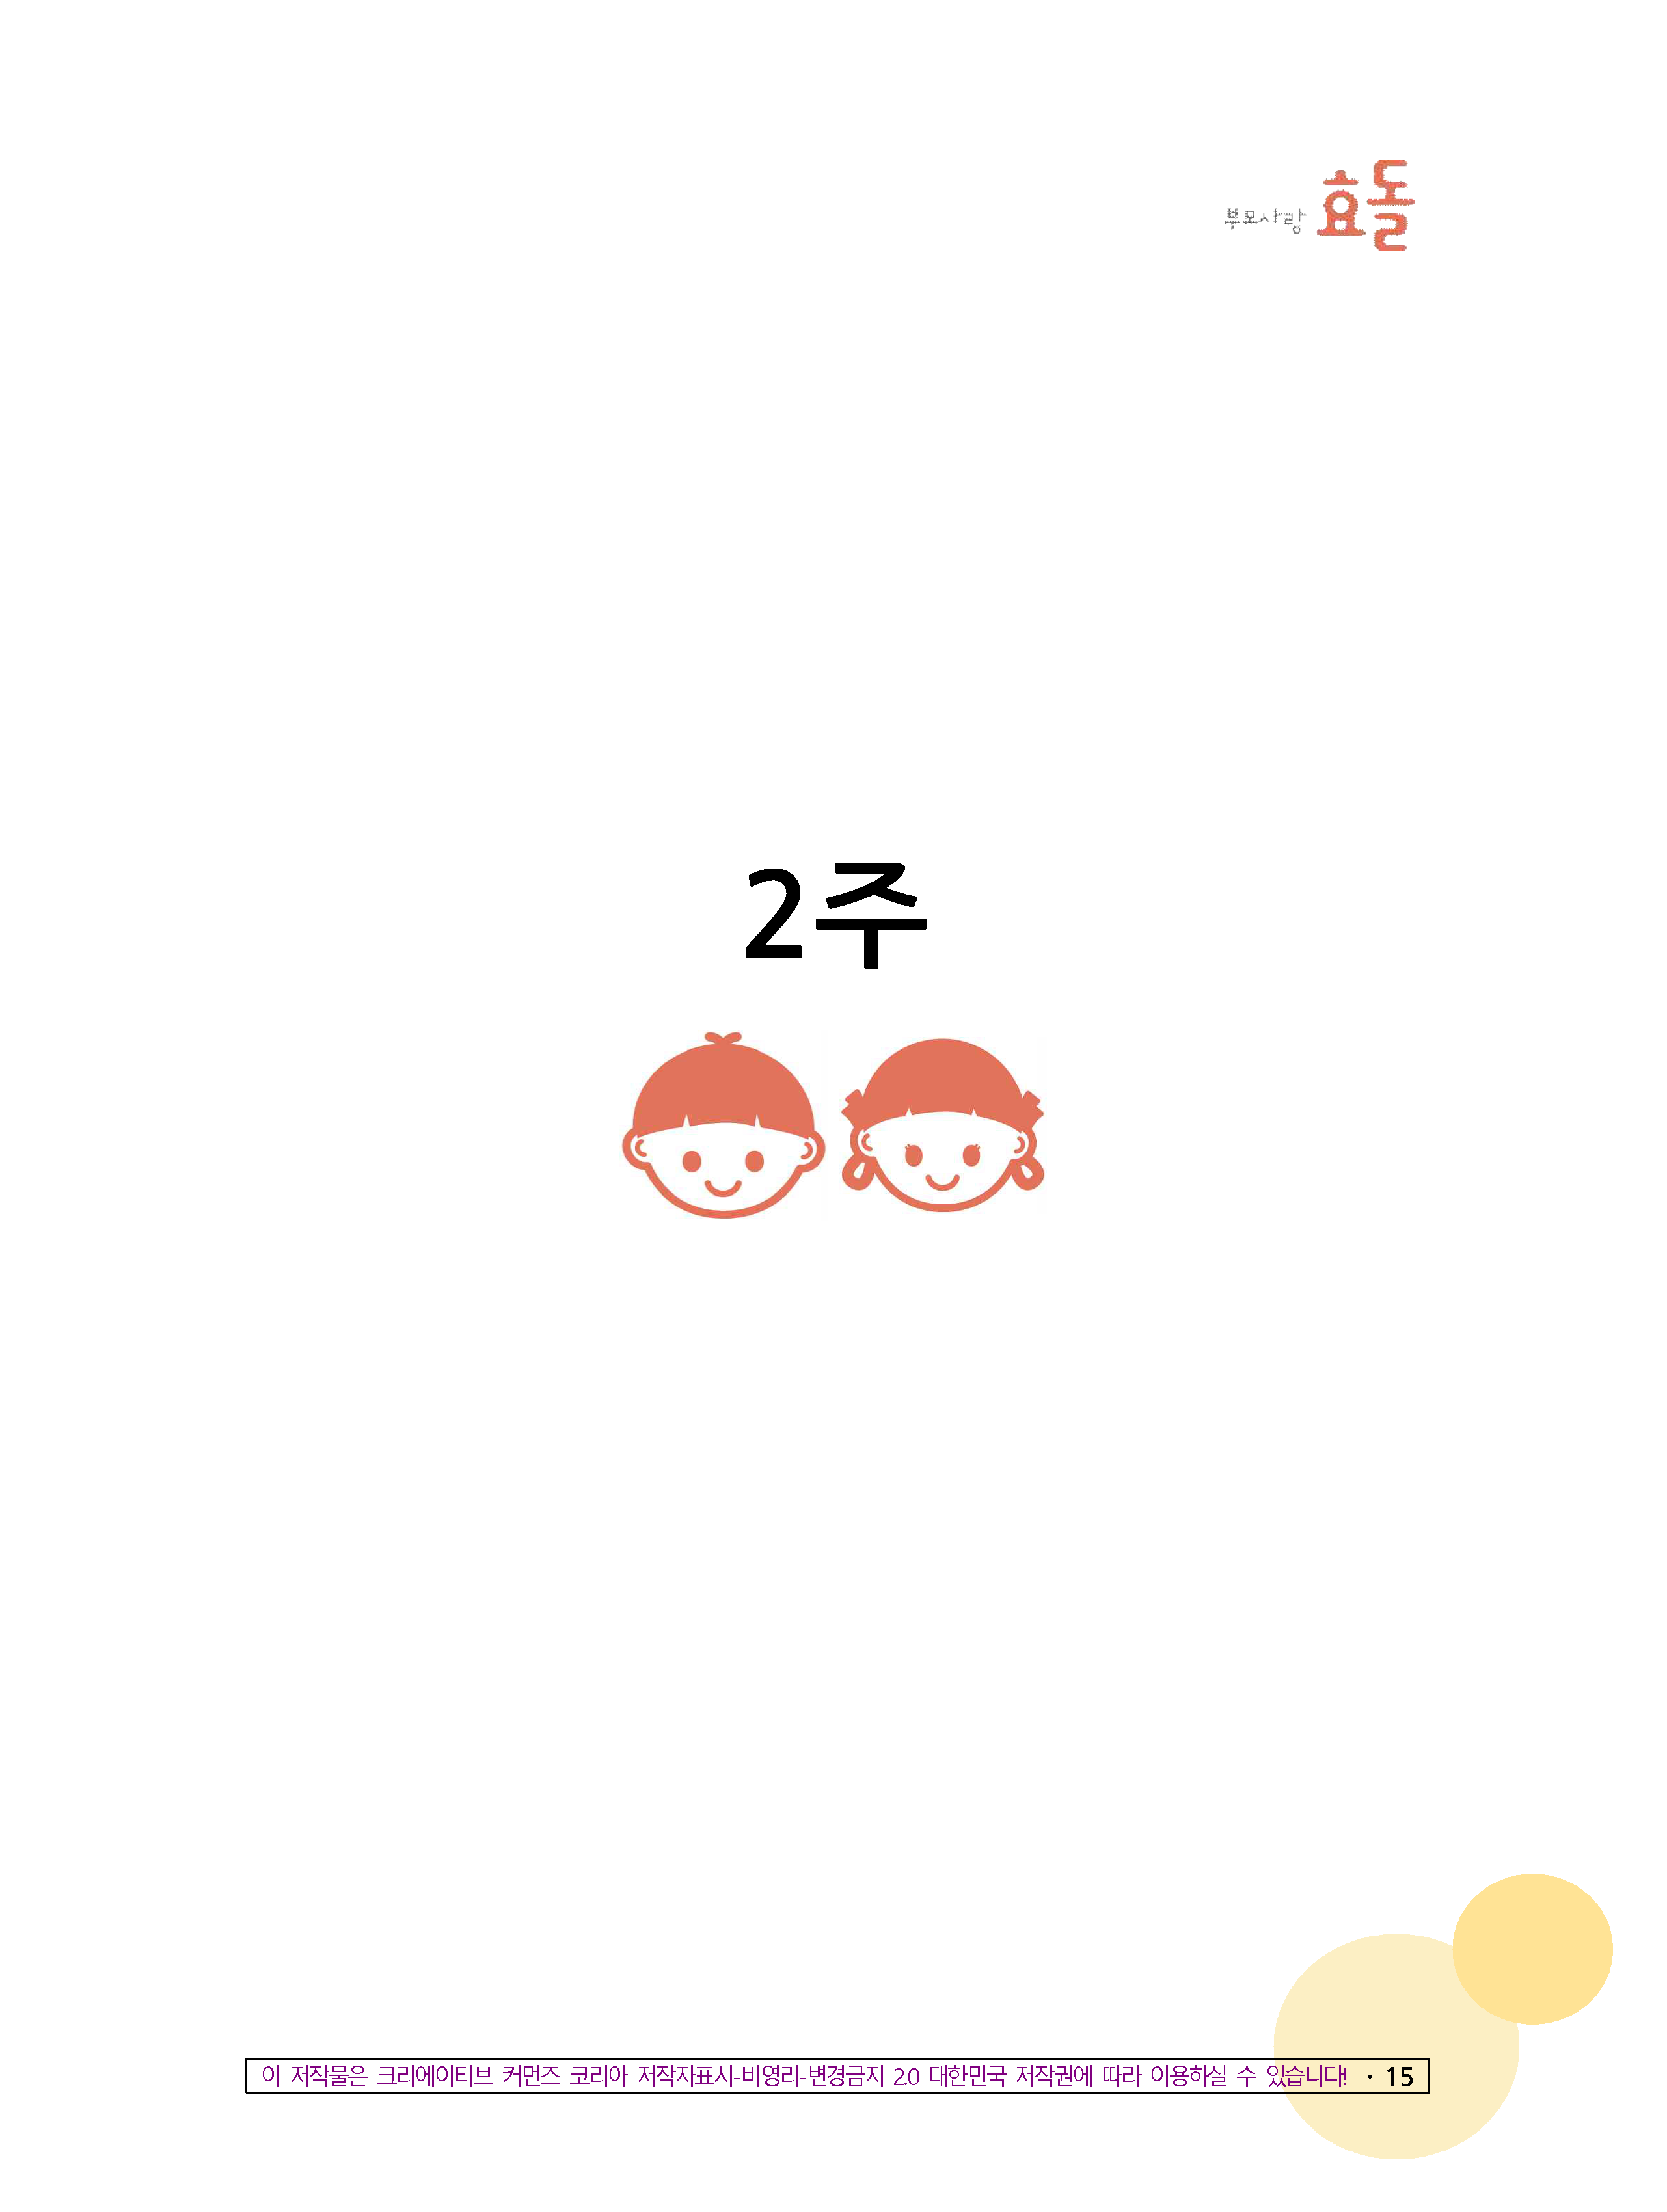 부모사랑 효돌
2주
이 저작물은 크리에이티브 커먼즈 코리아 저작자표시-비영리-변경금지 2.0 대한민국 저작권에 따라 이용하실 수 있습니다! · 15